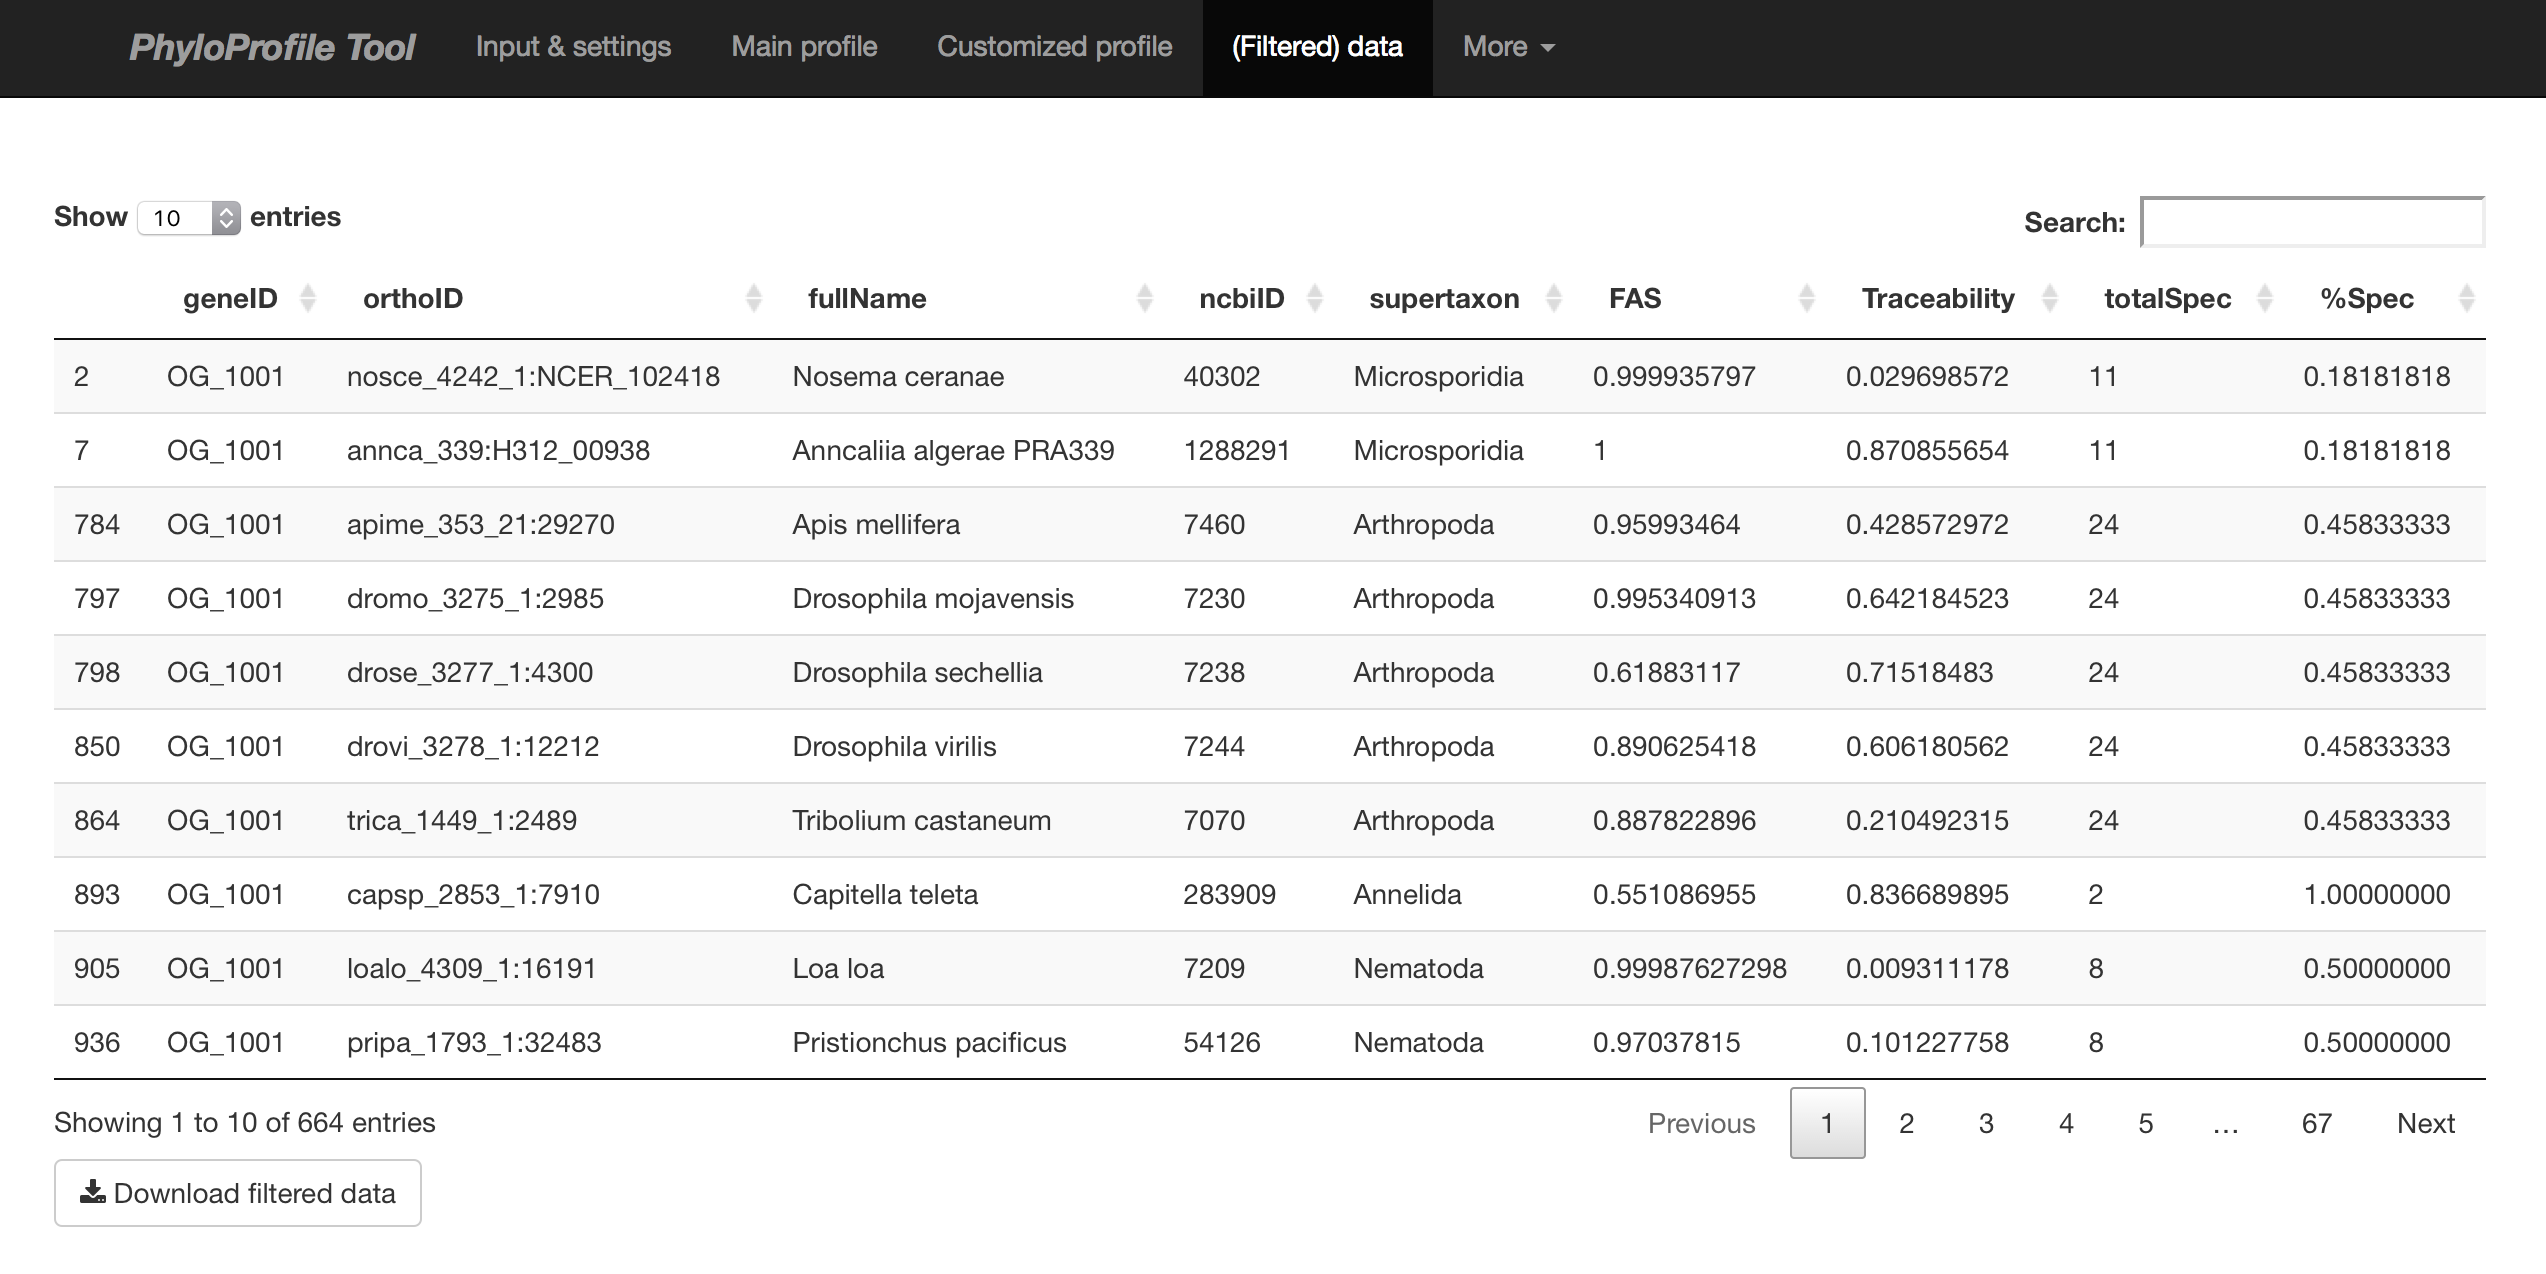 PhyloProfile Tool Input & settings Main profile Customized profile (Filtered) data More
Show 10 entries Search:
geneID orthoID fullName ncbiID supertaxon FAS Traceability totalSpec %Spec
2 OG_1001 nosce_4242_1:NCER_102418 Nosema ceranae 40302 Microsporidia 0.999935797 0.029698572 11 0.18181818
7 OG_1001 annca_339:H312_00938 Anncaliia algerae PRA339 1288291 Microsporidia 1 0.870855654 11 0.18181818
784 OG_1001 apime_353_21:29270 Apis mellifera 7460 Arthropoda 0.95993464 0.428572972 24 0.45833333
797 OG_1001 dromo_3275_1:2985 Drosophila mojavensis 7230 Arthropoda 0.995340913 0.642184523 24 0.45833333
798 OG_1001 drose_3277_1:4300 Drosophila sechellia 7238 Arthropoda 0.61883117 0.71518483 24 0.45833333
850 OG_1001 drovi_3278_1:12212 Drosophila virilis 7244 Arthropoda 0.890625418 0.606180562 24 0.45833333
864 OG_1001 trica_1449_1:2489 Tribolium castaneum 7070 Arthropoda 0.887822896 0.210492315 24 0.45833333
893 OG_1001 capsp_2853_1:7910 Capitella teleta 283909 Annelida 0.551086955 0.836689895 2 1.00000000
905 OG_1001 loalo_4309_1:16191 Loa loa 7209 Nematoda 0.99987627298 0.009311178 8 0.50000000
936 OG_1001 pripa_1793_1:32483 Pristionchus pacificus 54126 Nematoda 0.97037815 0.101227758 8 0.50000000
Showing 1 to 10 of 664 entries Previous 1 2 3 4 5 … 67 Next
Download filtered data